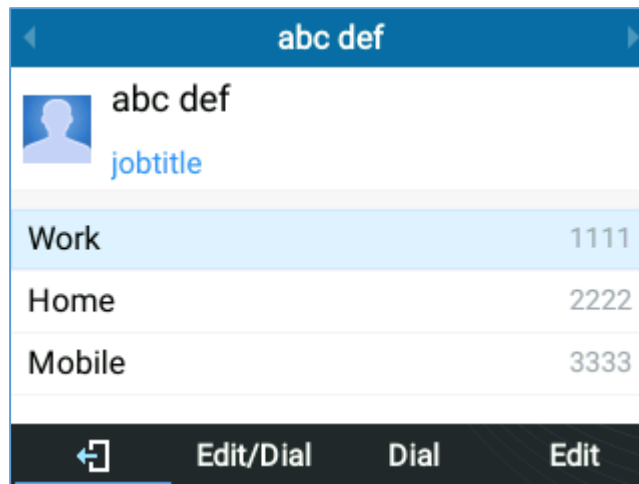 abc def
abc def
jobtitle
Work 1111
Home 2222
Mobile 3333
Edit/Dial Dial Edit